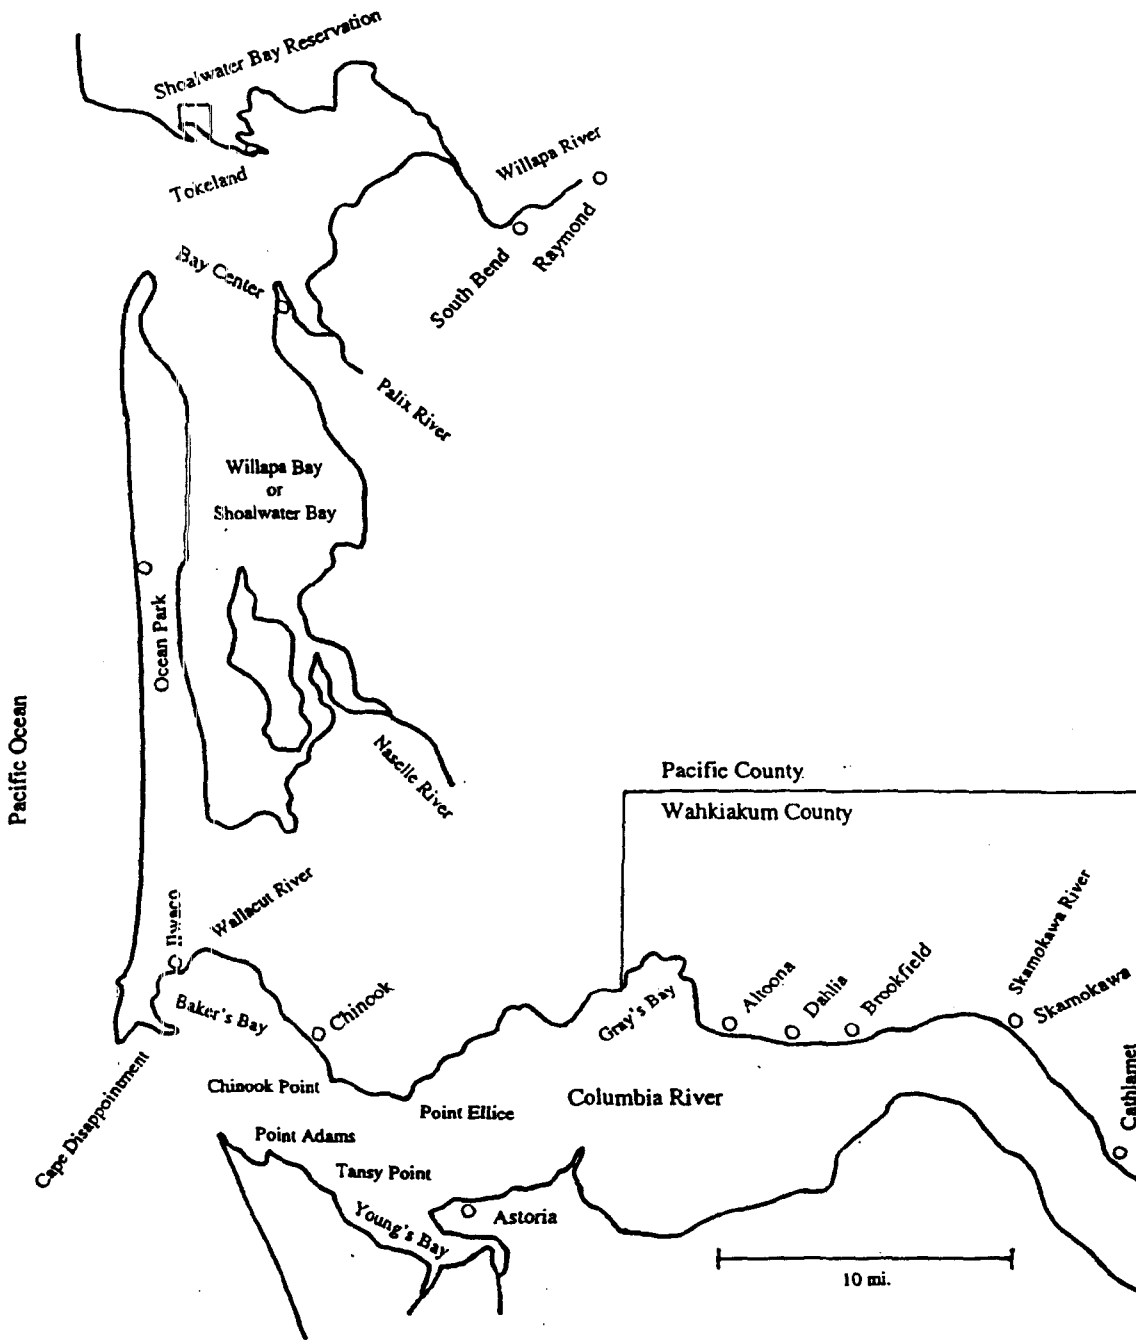 Shoalwater Bay Reservation
Tokeland
Willapa River
Raymond
South Bend
Bay Center
Palix River
Willapa Bay
or
Shoalwater Bay
Ocean Park
Pacific Ocean
Naselle River
Pacific County
Wahkiakum County
Ilwaco
Wallacut River
Baker's Bay
Chinook
Gray's Bay
Altoona
Dahlia
Brookfield
Skamokawa River
Skamokawa
Cathlamet
Cape Disappointment
Chinook Point
Point Ellice
Columbia River
Point Adams
Tansy Point
Young's Bay
Astoria
10 mi.